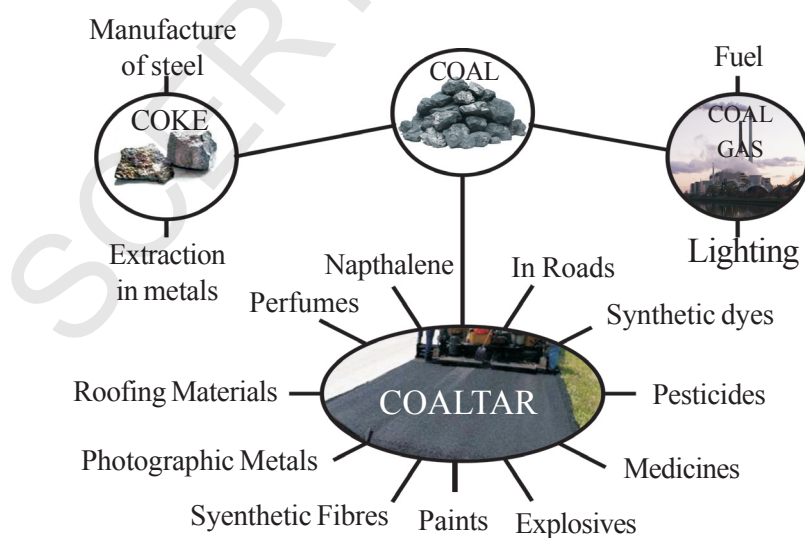 Manufacture
of steel
COKE
Extraction
in metals
COAL
Fuel
COAL
GAS
Lighting
Napthalene
In Roads
Perfumes
Synthetic dyes
Roofing Materials
COALTAR
Pesticides
Photographic Metals
Medicines
Syenthetic Fibres
Paints
Explosives